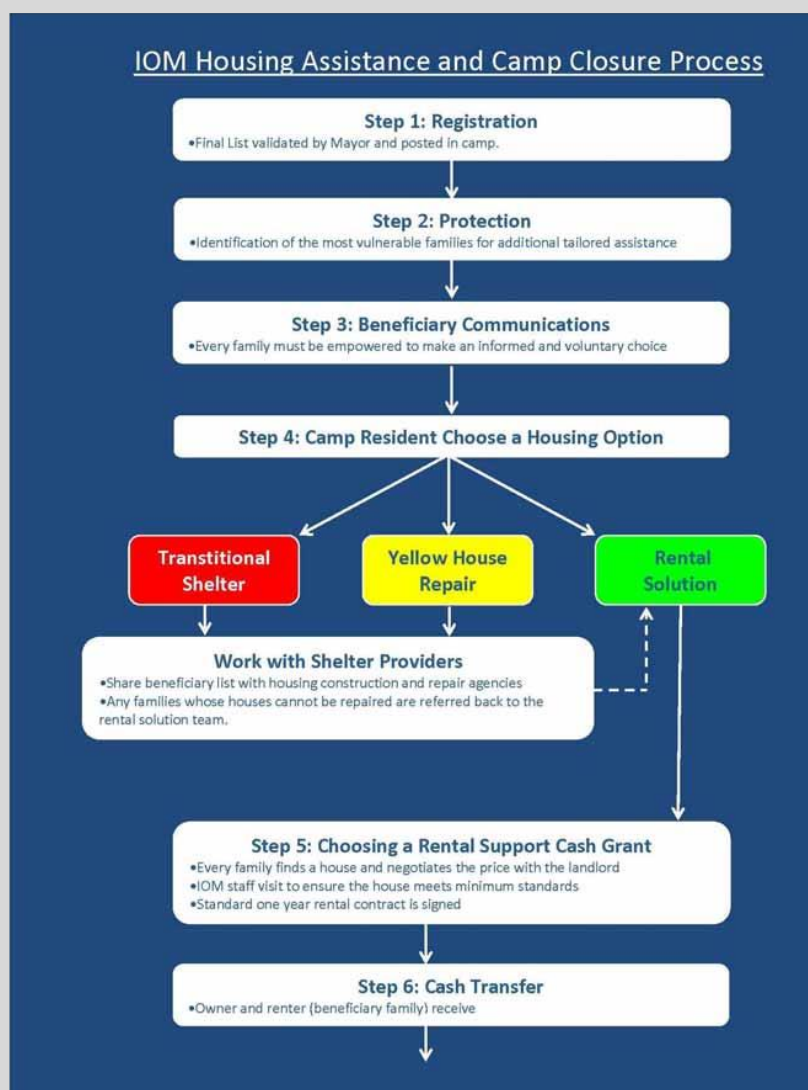 IOM Housing Assistance and Camp Closure Process
Step 1: Registration
•Final List validated by Mayor and posted in camp.
Step 2: Protection
•Identification of the most vulnerable families for additional tailored assistance
Step 3: Beneficiary Communications
•Every family must be empowered to make an informed and voluntary choice
Step 4: Camp Resident Choose a Housing Option
Transtitional
Shelter
Yellow House
Repair
Rental
Solution
Work with Shelter Providers
•Share beneficiary list with housing construction and repair agencies
•Any families whose houses cannot be repaired are referred back to the
rental solution team.
Step 5: Choosing a Rental Support Cash Grant
•Every family finds a house and negotiates the price with the landlord
•IOM staff visit to ensure the house meets minimum standards
•Standard one year rental contract is signed
Step 6: Cash Transfer
•Owner and renter (beneficiary family) receive